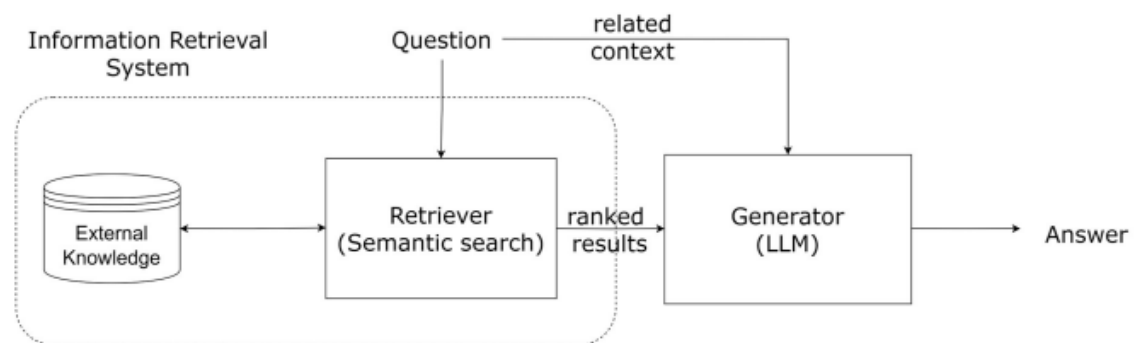 Information Retrieval
System
Question
related
context
External
Knowledge
Retriever
(Semantic search)
ranked
results
Generator
(LLM)
Answer